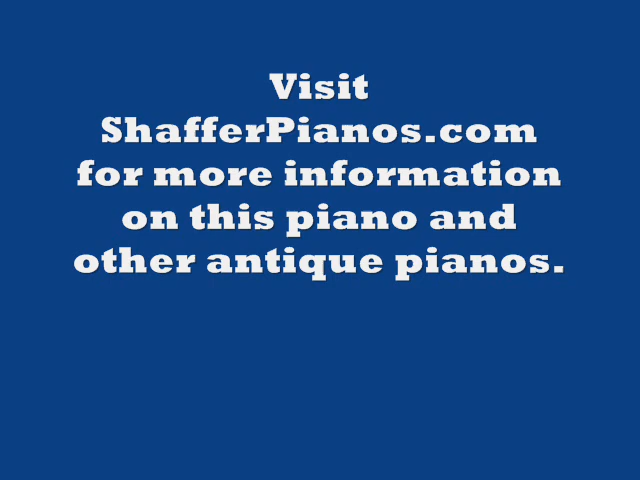 Visit
ShafferPianos.com
for more information
on this piano and
other antique pianos.